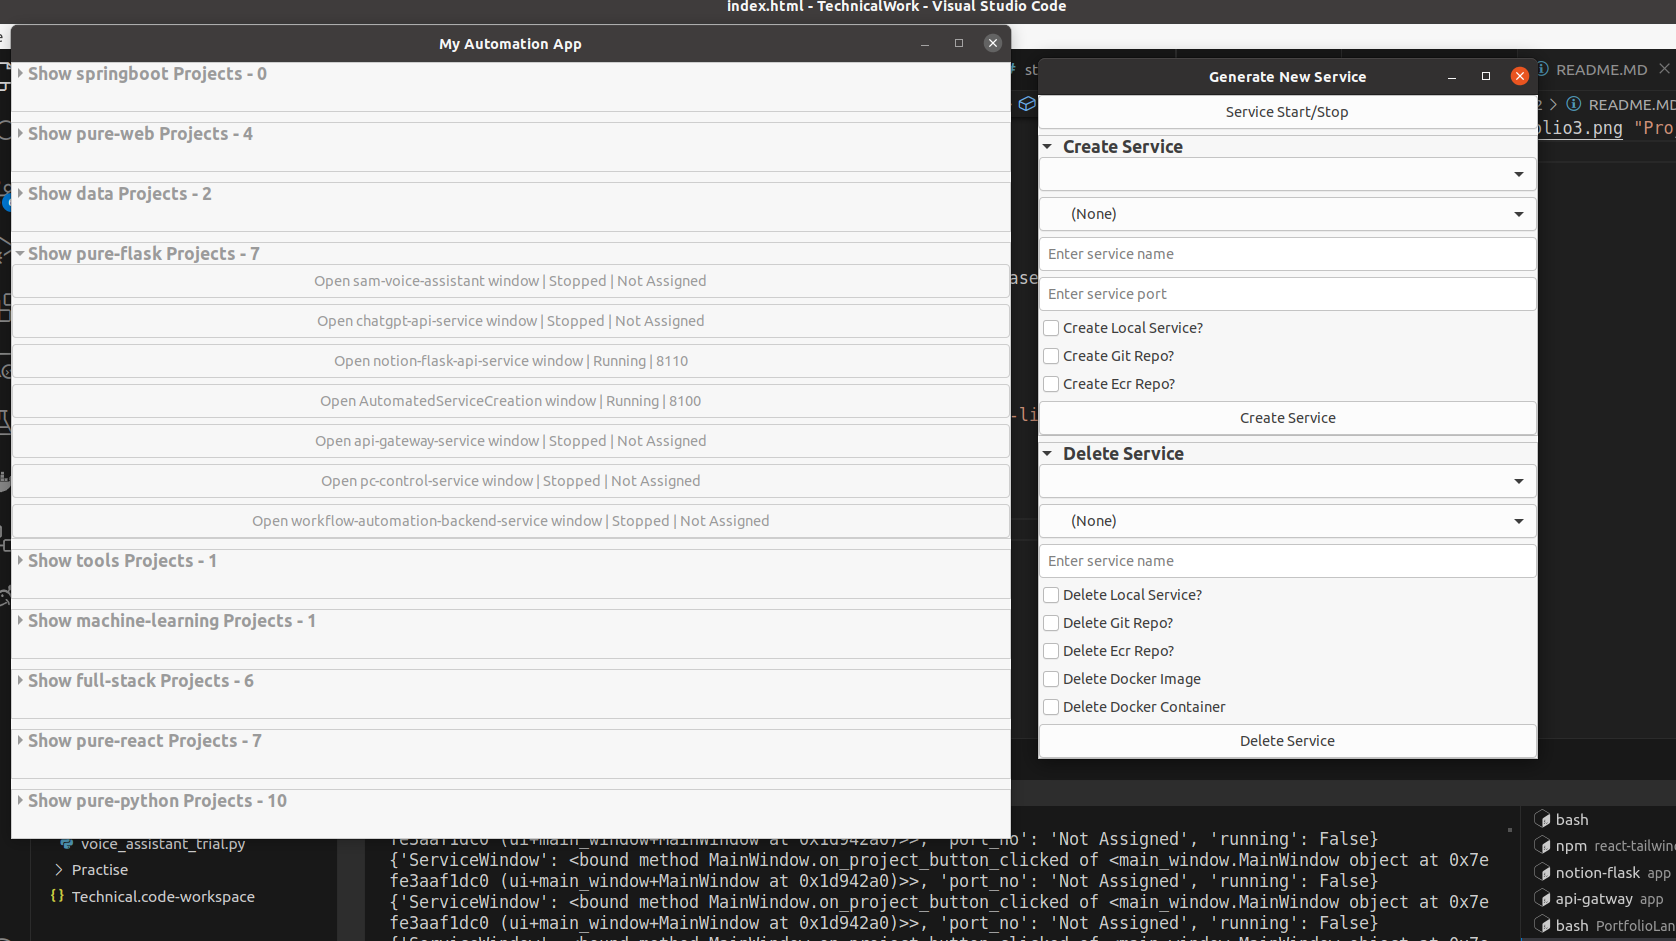 index.html - TechnicalWork - Visual Studio Code
My Automation App
Show springboot Projects - 0
Show pure-web Projects - 4
Show data Projects - 2
Show pure-flask Projects - 7
Open sam-voice-assistant window | Stopped | Not Assigned
Open chatgpt-api-service window | Stopped | Not Assigned
Open notion-flask-api-service window | Running | 8110
Open AutomatedServiceCreation window | Running | 8100
Open api-gateway-service window | Stopped | Not Assigned
Open pc-control-service window | Stopped | Not Assigned
Open workflow-automation-backend-service window | Stopped | Not Assigned
Show tools Projects - 1
Show machine-learning Projects - 1
Show full-stack Projects - 6
Show pure-react Projects - 7
Show pure-python Projects - 10
Generate New Service
Service Start/Stop
Create Service
(None)
Enter service name
Enter service port
Create Local Service?
Create Git Repo?
Create Ecr Repo?
Create Service
Delete Service
(None)
Enter service name
Delete Local Service?
Delete Git Repo?
Delete Ecr Repo?
Delete Docker Image
Delete Docker Container
Delete Service
st
README.MD
2 > README.MD
olio3.png "Pro
ase
-li
voice_assistant_trial.py
Practise
{} Technical.code-workspace
fe3aaf1dc0 (ui+main_window+MainWindow at 0x1d942a0)>>, 'port_no': 'Not Assigned', 'running': False}
{'ServiceWindow': <bound method MainWindow.on_project_button_clicked of <main_window.MainWindow object at 0x7e
fe3aaf1dc0 (ui+main_window+MainWindow at 0x1d942a0)>>, 'port_no': 'Not Assigned', 'running': False}
{'ServiceWindow': <bound method MainWindow.on_project_button_clicked of <main_window.MainWindow object at 0x7e
fe3aaf1dc0 (ui+main_window+MainWindow at 0x1d942a0)>>, 'port_no': 'Not Assigned', 'running': False}
bash
npm react-tailwin
notion-flask app
api-gatway app
bash PortfolioLan